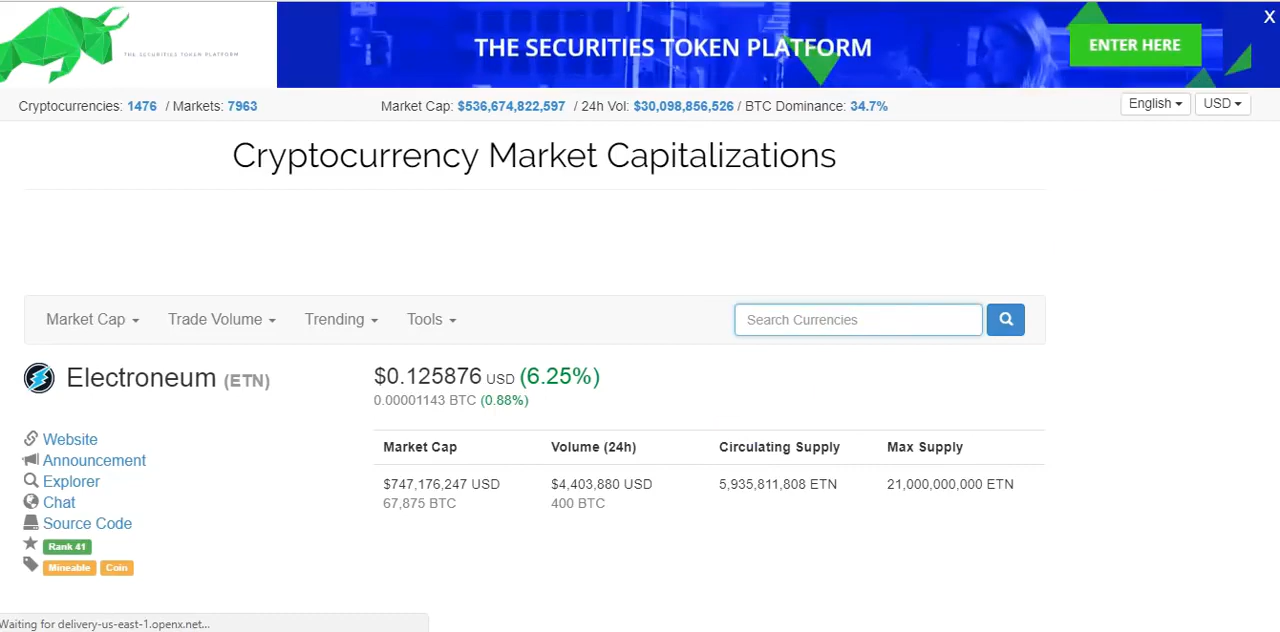 THE SECURITIES TOKEN PLATFORM
THE SECURITIES TOKEN PLATFORM
ENTER HERE
X
Cryptocurrencies: 1476 / Markets: 7963
Market Cap: $536,674,822,597 / 24h Vol: $30,098,856,526 / BTC Dominance: 34.7%
English
USD
Cryptocurrency Market Capitalizations
Market Cap
Trade Volume
Trending
Tools
Search Currencies
Electroneum (ETN)
$0.125876 USD (6.25%)
0.00001143 BTC (0.88%)
Website
Announcement
Explorer
Chat
Source Code
Rank 41
Mineable Coin
Market Cap Volume (24h) Circulating Supply Max Supply
$747,176,247 USD $4,403,880 USD 5,935,811,808 ETN 21,000,000,000 ETN
67,875 BTC 400 BTC
Waiting for delivery-us-east-1.openx.net...